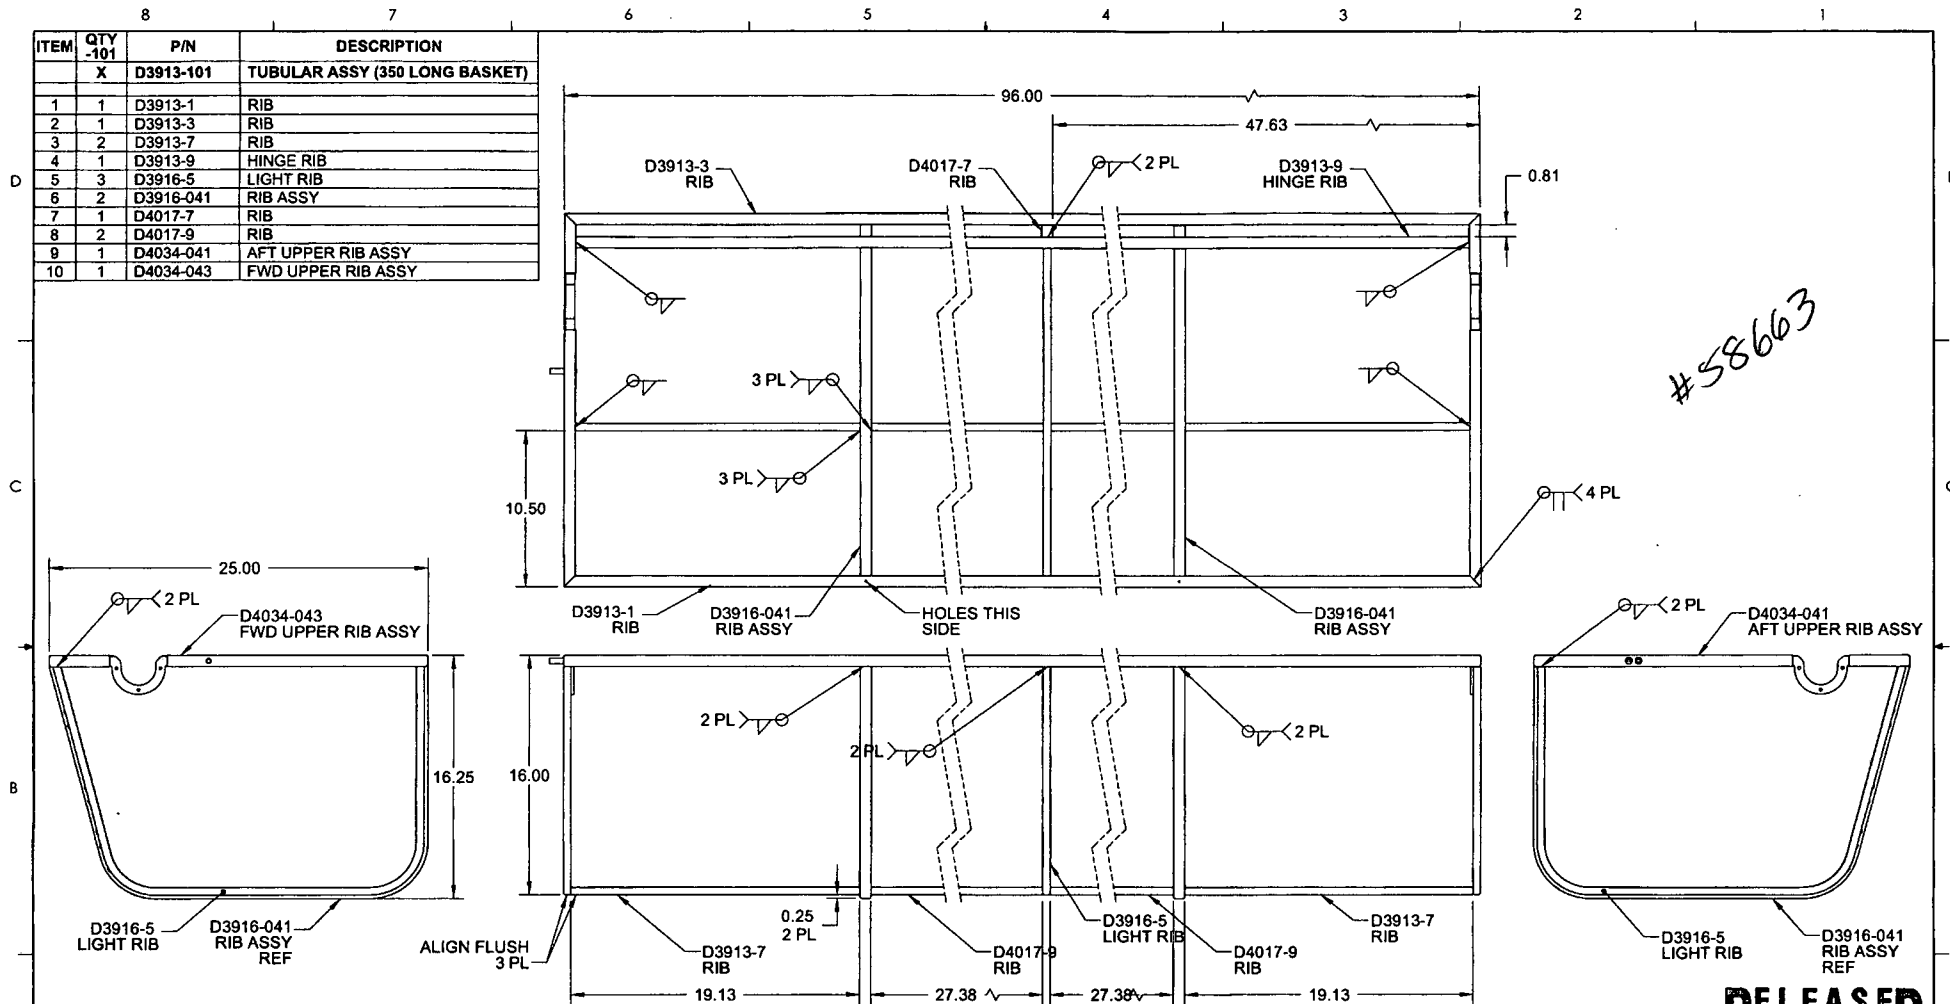 8 7 6 5 4 3 2 1
ITEM QTY -101 P/N DESCRIPTION
X D3913-101 TUBULAR ASSY (350 LONG BASKET)
1 1 D3913-1 RIB
2 1 D3913-3 RIB
3 2 D3913-7 RIB
4 1 D3913-9 HINGE RIB
5 3 D3916-5 LIGHT RIB
6 2 D3916-041 RIB ASSY
7 1 D4017-7 RIB
8 2 D4017-9 RIB
9 1 D4034-041 AFT UPPER RIB ASSY
10 1 D4034-043 FWD UPPER RIB ASSY
96.00
47.63
D
D3913-3
RIB
D4017-7
RIB
2 PL
D3913-9
HINGE RIB
0.81
#58663
3 PL
3 PL
C
10.50
4 PL
D3913-1
RIB
D3916-041
RIB ASSY
HOLES THIS
SIDE
D3916-041
RIB ASSY
25.00
2 PL
D4034-043
FWD UPPER RIB ASSY
2 PL
D4034-041
AFT UPPER RIB ASSY
B
16.25
16.00
2 PL
2 PL
2 PL
D3916-5
LIGHT RIB
D3916-041
RIB ASSY
REF
ALIGN FLUSH
3 PL
0.25
2 PL
D3913-7
RIB
D4017-9
RIB
D3916-5
LIGHT RIB
D4017-9
RIB
D3913-7
RIB
D3916-5
LIGHT RIB
D3916-041
RIB ASSY
REF
19.13
27.38
27.38
19.13
RELEASED